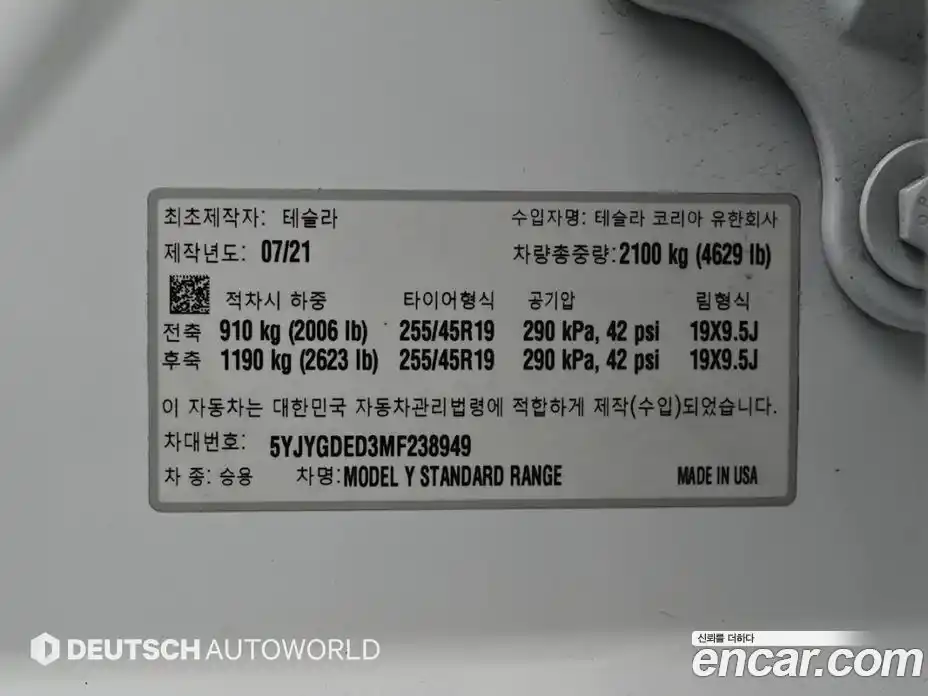 최초제작자: 테슬라 수입자명: 테슬라 코리아 유한회사
제작년도: 07/21 차량총중량: 2100 kg (4629 lb)
적차시 하중 타이어형식 공기압 림형식
전축 910 kg (2006 lb) 255/45R19 290 kPa, 42 psi 19X9.5J
후축 1190 kg (2623 lb) 255/45R19 290 kPa, 42 psi 19X9.5J
이 자동차는 대한민국 자동차관리법령에 적합하게 제작(수입)되었습니다.
차대번호: 5YJYGDED3MF238949
차 종: 승용 차명: MODEL Y STANDARD RANGE MADE IN USA
DEUTSCH AUTOWORLD
신뢰를 더하다
encar.com